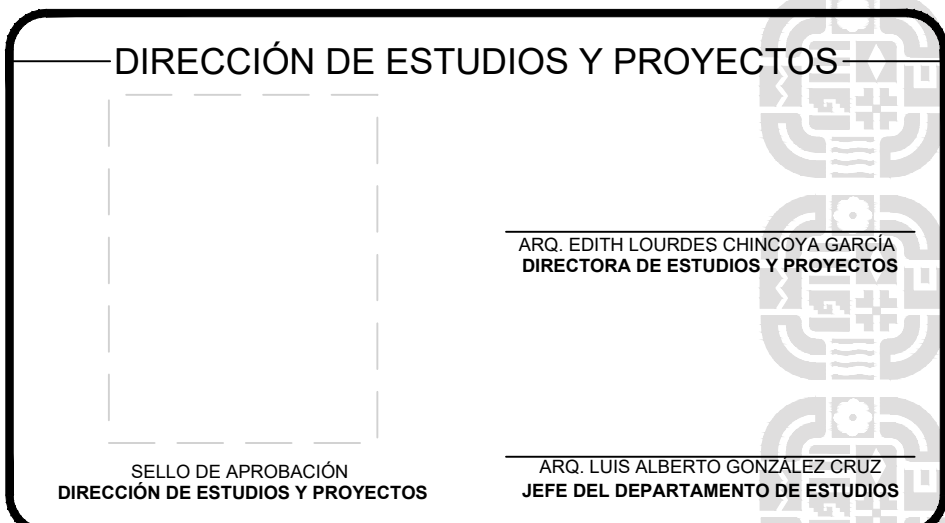 DIRECCIÓN DE ESTUDIOS Y PROYECTOS
ARQ. EDITH LOURDES CHINCOYA GARCÍA
DIRECTORA DE ESTUDIOS Y PROYECTOS
ARQ. LUIS ALBERTO GONZÁLEZ CRUZ
JEFE DEL DEPARTAMENTO DE ESTUDIOS
SELLO DE APROBACIÓN
DIRECCIÓN DE ESTUDIOS Y PROYECTOS